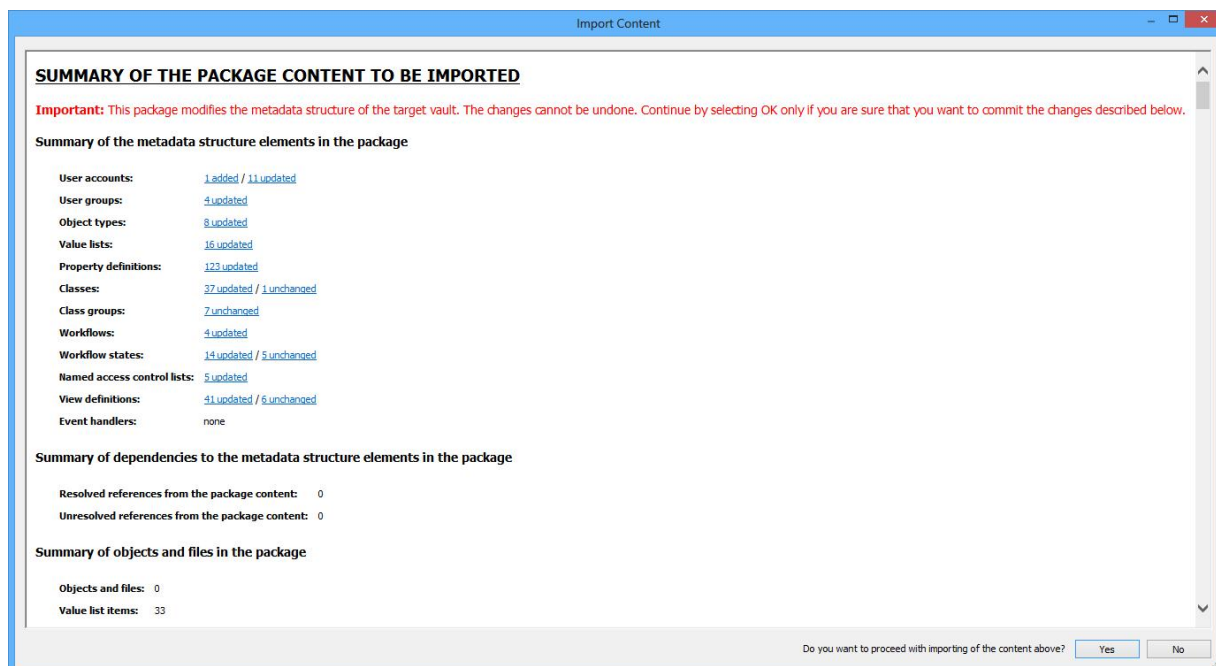 Import Content
SUMMARY OF THE PACKAGE CONTENT TO BE IMPORTED
Important: This package modifies the metadata structure of the target vault. The changes cannot be undone. Continue by selecting OK only if you are sure that you want to commit the changes described below.
Summary of the metadata structure elements in the package
User accounts: 1 added / 11 updated
User groups: 4 updated
Object types: 8 updated
Value lists: 16 updated
Property definitions: 123 updated
Classes: 37 updated / 1 unchanged
Class groups: 7 unchanged
Workflows: 4 updated
Workflow states: 14 updated / 5 unchanged
Named access control lists: 5 updated
View definitions: 41 updated / 6 unchanged
Event handlers: none
Summary of dependencies to the metadata structure elements in the package
Resolved references from the package content: 0
Unresolved references from the package content: 0
Summary of objects and files in the package
Objects and files: 0
Value list items: 33
Do you want to proceed with importing of the content above? Yes No